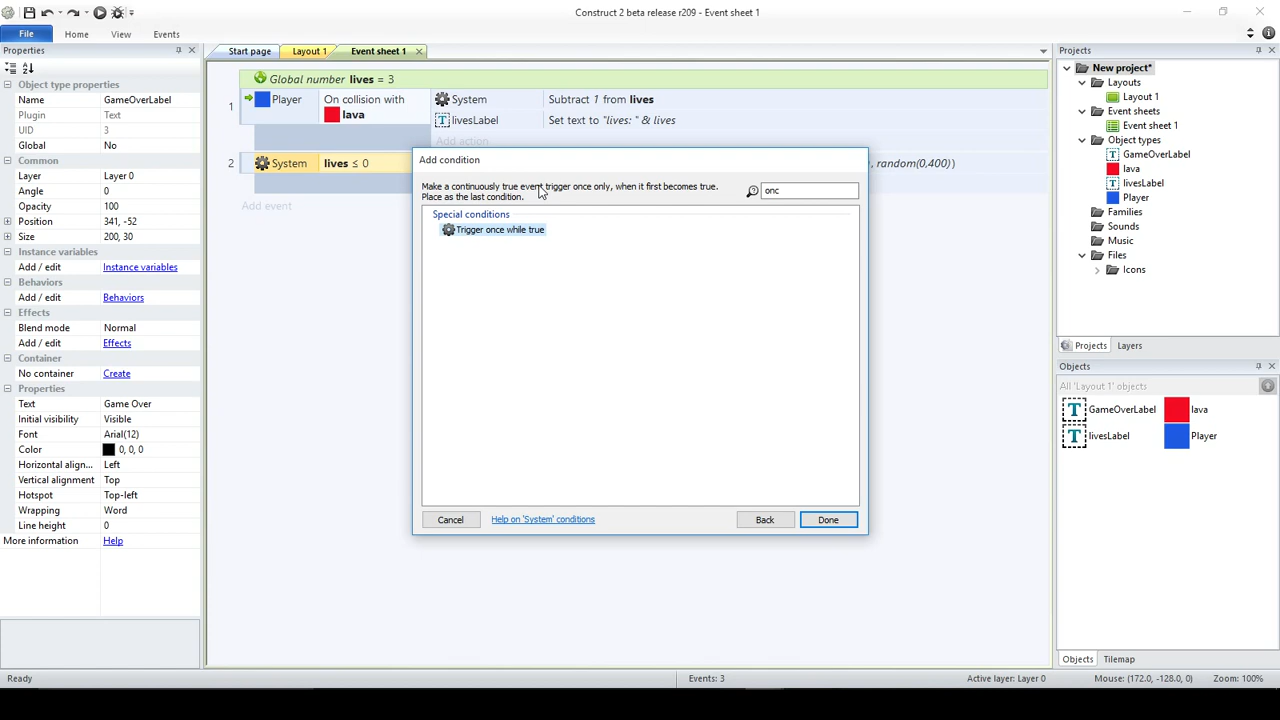 Construct 2 beta release r209 - Event sheet 1
File Home View Events
Properties
Start page Layout 1 Event sheet 1
Projects
Object type properties
Name GameOverLabel
Plugin Text
UID 3
Global No
Common
Layer Layer 0
Angle 0
Opacity 100
Position 341, -52
Size 200, 30
Instance variables
Add / edit Instance variables
Behaviors
Add / edit Behaviors
Effects
Blend mode Normal
Add / edit Effects
Container
No container Create
Properties
Text Game Over
Initial visibility Visible
Font Arial(12)
Color 0, 0, 0
Horizontal align... Left
Vertical alignment Top
Hotspot Top-left
Wrapping Word
Line height 0
More information Help
Global number lives = 3
1 Player On collision with lava System Subtract 1 from lives
T livesLabel Set text to "lives: " & lives
Add action
2 System lives ≤ 0 , random(0,400))
Add event
Add condition
Make a continuously true event trigger once only, when it first becomes true.
Place as the last condition.
onc
Special conditions
Trigger once while true
Cancel Help on 'System' conditions Back Done
New project*
Layouts
Layout 1
Event sheets
Event sheet 1
Object types
T GameOverLabel
lava
T livesLabel
Player
Families
Sounds
Music
Files
Icons
Projects Layers
Objects
All 'Layout 1' objects
T GameOverLabel lava
T livesLabel Player
Objects Tilemap
Ready Events: 3 Active layer: Layer 0 Mouse: (172.0, -128.0, 0) Zoom: 100%